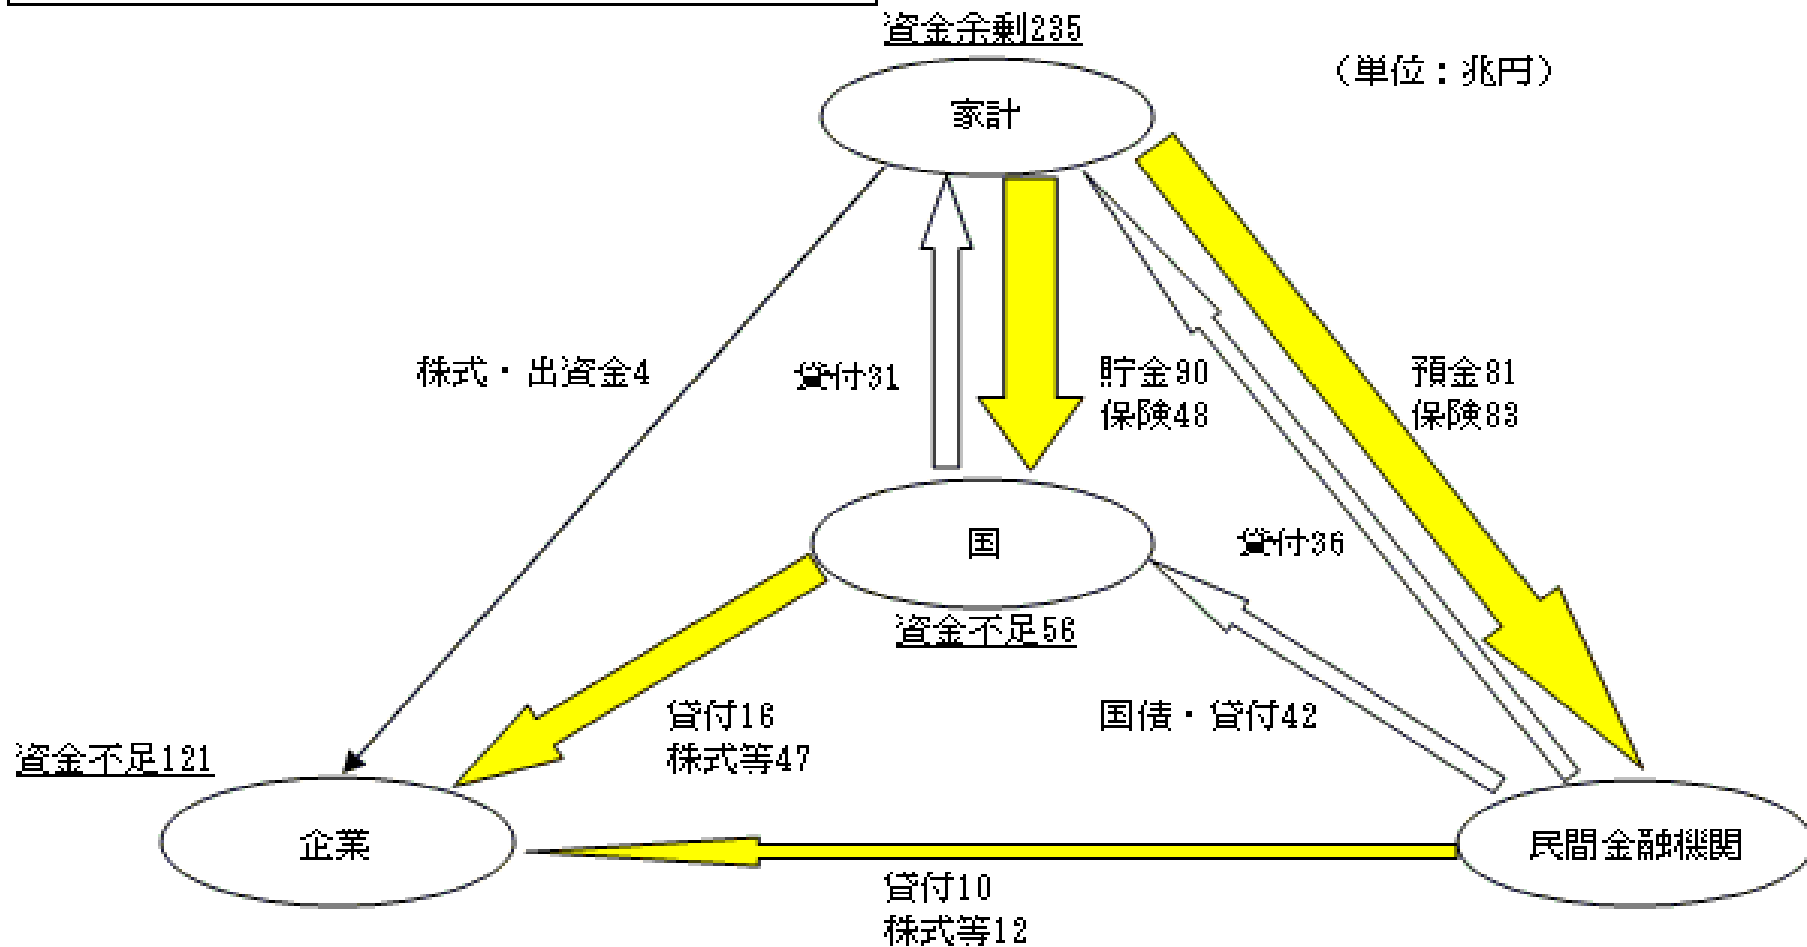 資金余剰235
（単位：兆円）
家計
株式・出資金4
貸付31
貯金90
保険48
預金81
保険83
国
貸付36
資金不足56
貸付16
株式等47
国債・貸付42
資金不足121
企業
民間金融機関
貸付10
株式等12